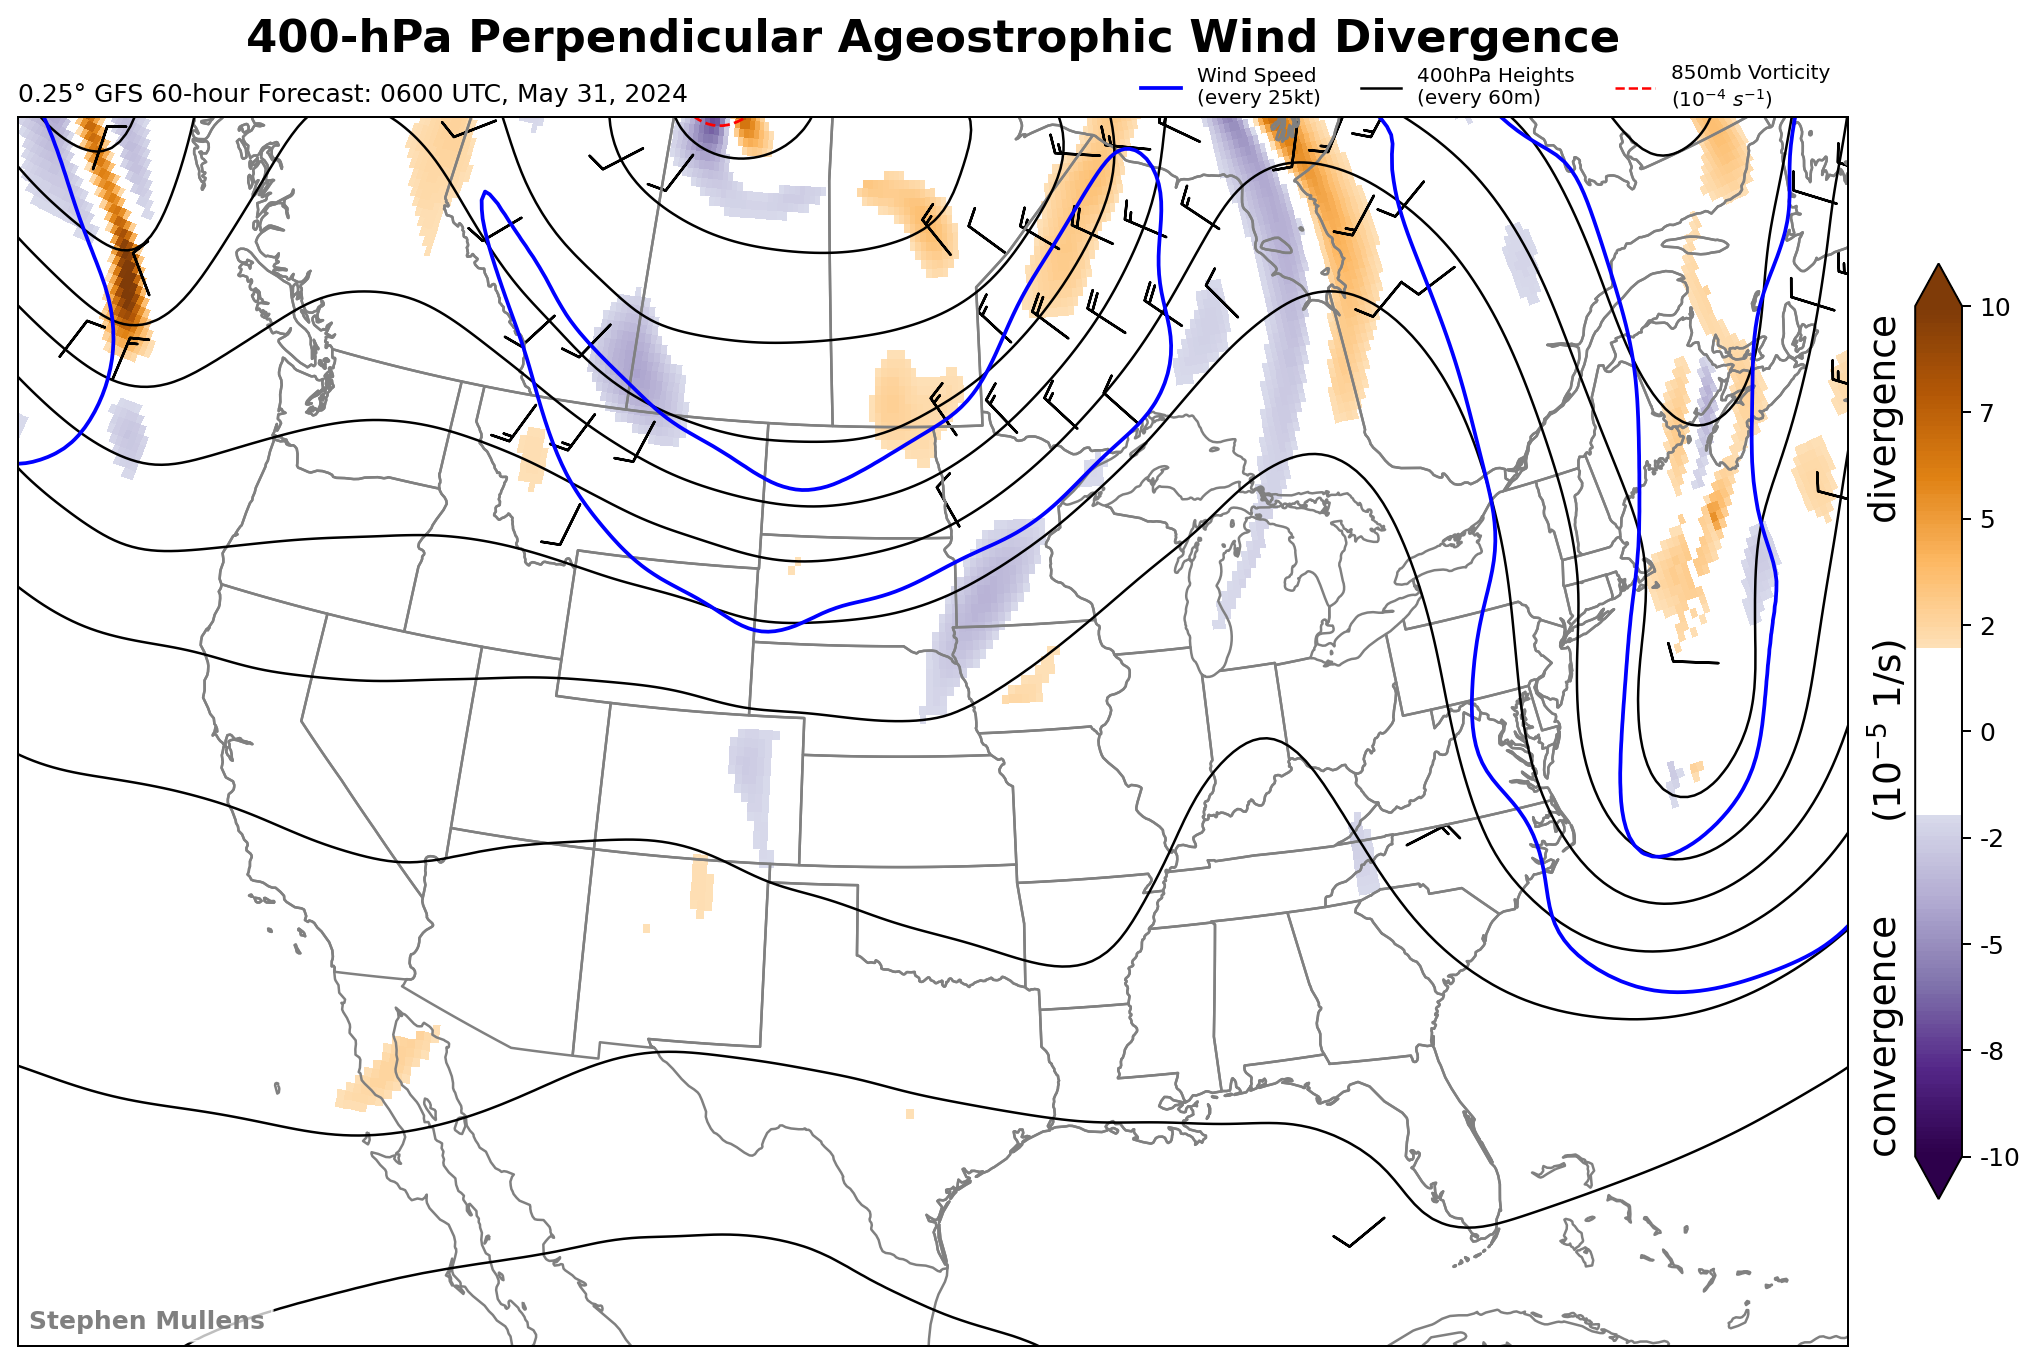 400-hPa Perpendicular Ageostrophic Wind Divergence
0.25° GFS 60-hour Forecast: 0600 UTC, May 31, 2024
Wind Speed
(every 25kt)
400hPa Heights
(every 60m)
850mb Vorticity
(10⁻⁴ s⁻¹)
10
7
5
2
0
-2
-5
-8
-10
convergence (10⁻⁵ 1/s) divergence
Stephen Mullens